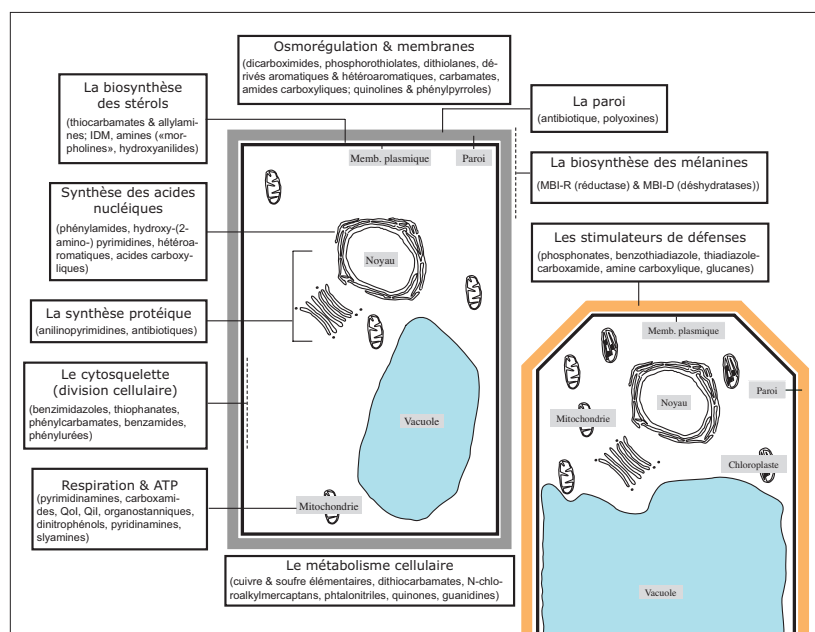 Osmorégulation & membranes
(dicarboximides, phosphorothiolates, dithiolanes, dé-
rivés aromatiques & hétéroaromatiques, carbamates,
amides carboxyliques; quinolines & phénylpyrroles)
La biosynthèse
des stérols
(thiocarbamates & allylami-
nes; IDM, amines («mor-
pholines», hydroxyanilides)
La paroi
(antibiotique, polyoxines)
Memb. plasmique
Paroi
La biosynthèse des mélanines
(MBI-R (réductase) & MBI-D (déshydratases))
Synthèse des acides
nucléiques
(phénylamides, hydroxy-(2-
amino-) pyrimidines, hétéroa-
romatiques, acides carboxy-
liques)
Noyau
Les stimulateurs de défenses
(phosphonates, benzothiadiazole, thiadiazole-
carboxamide, amine carboxylique, glucanes)
La synthèse protéique
(anilinopyrimidines, antibiotiques)
Memb. plasmique
Le cytosquelette
(division cellulaire)
(benzimidazoles, thiophanates,
phénylcarbamates, benzamides,
phénylurées)
Vacuole
Paroi
Noyau
Mitochondrie
Chloroplaste
Respiration & ATP
(pyrimidinamines, carboxami-
des, QoI, QiI, organostanniques,
dinitrophénols, pyridinamines,
slyamines)
Mitochondrie
Le métabolisme cellulaire
(cuivre & soufre élémentaires, dithiocarbamates, N-chlo-
roalkylmercaptans, phtalonitriles, quinones, guanidines)
Vacuole